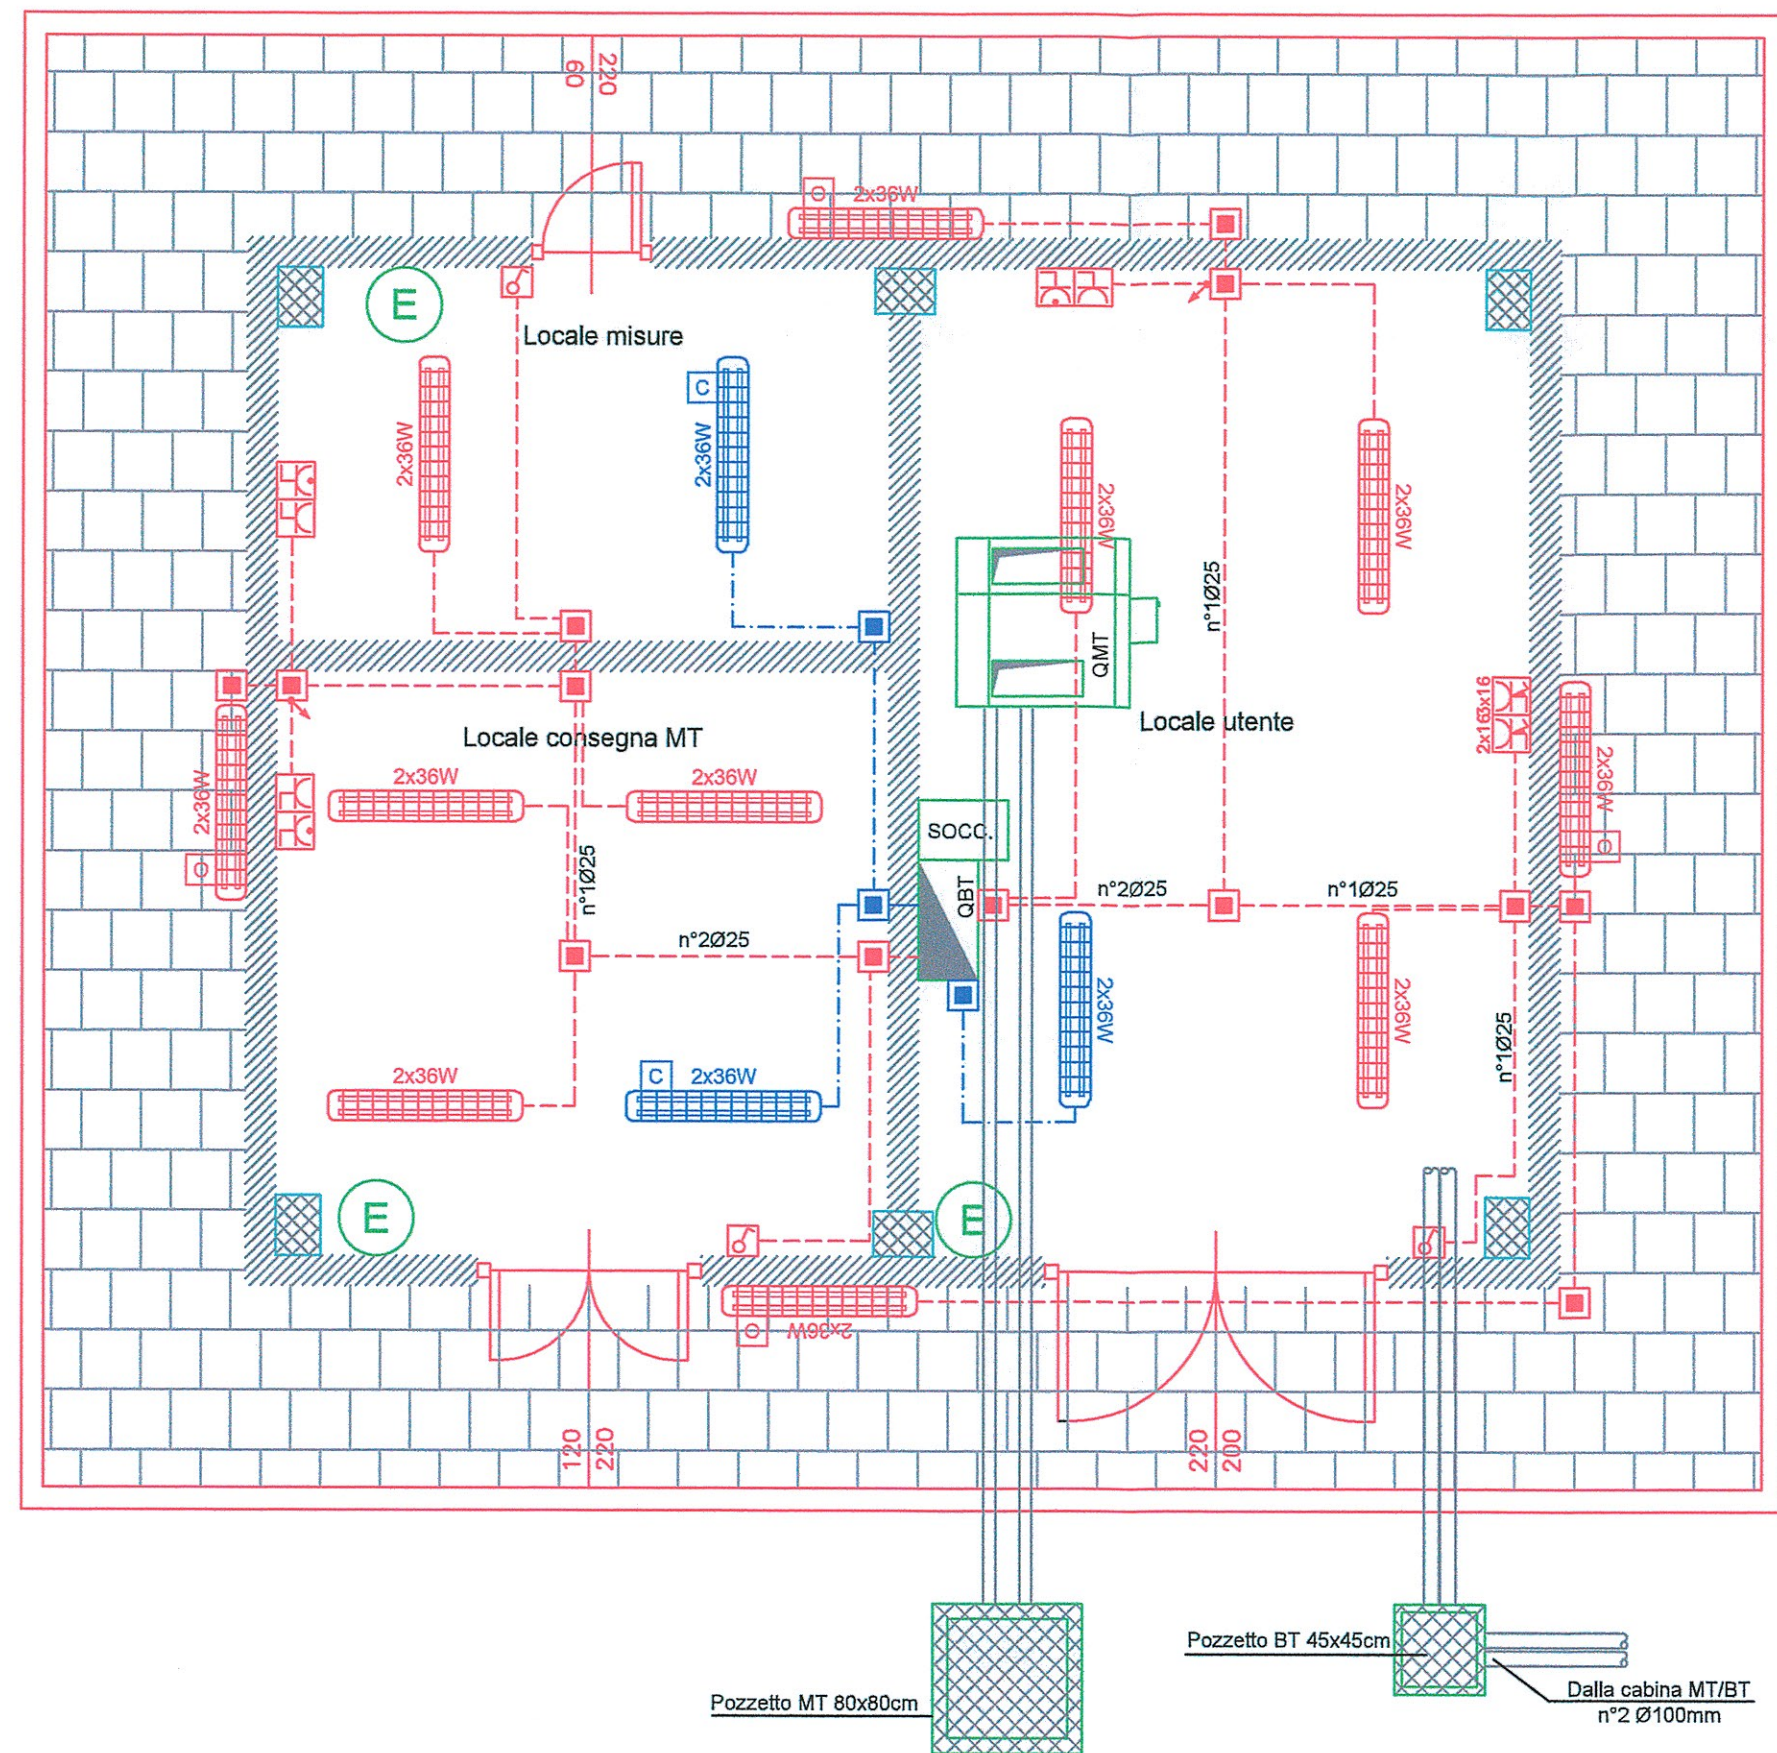 60
220
O
2x36W
E
Locale misure
C
2x36W
2x36W
2x36W
2x36W
n°1Ø25
QMT
Locale utente
2x16
3x16
Locale consegna MT
2x36W
2x36W
2x36W
O
2x36W
O
SOCC.
QBT
n°1Ø25
n°2Ø25
n°1Ø25
n°2Ø25
2x36W
2x36W
n°1Ø25
2x36W
C
2x36W
E
E
O
2x36W
120
220
220
200
Pozzetto BT 45x45cm
Pozzetto MT 80x80cm
Dalla cabina MT/BT
n°2 Ø100mm